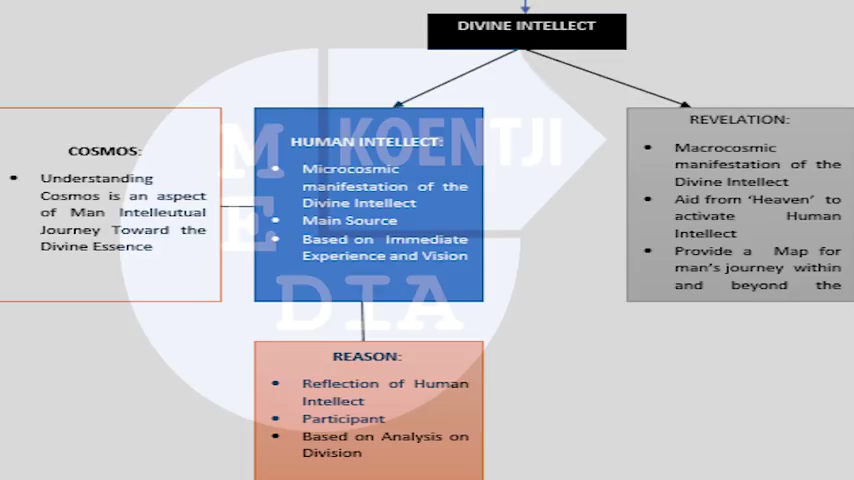 DIVINE INTELLECT
COSMOS:
• Understanding
Cosmos is an aspect
of Man Intelleutual
Journey Toward the
Divine Essence
HUMAN INTELLECT:
• Microcosmic
manifestation of the
Divine Intellect
• Main Source
• Based on Immediate
Experience and Vision
REVELATION:
• Macrocosmic
manifestation of the
Divine Intellect
• Aid from ‘Heaven’ to
activate Human
Intellect
• Provide a Map for
man’s journey within
and beyond the
REASON:
• Reflection of Human
Intellect
• Participant
• Based on Analysis on
Division
KOENTJI
M
E
DIA